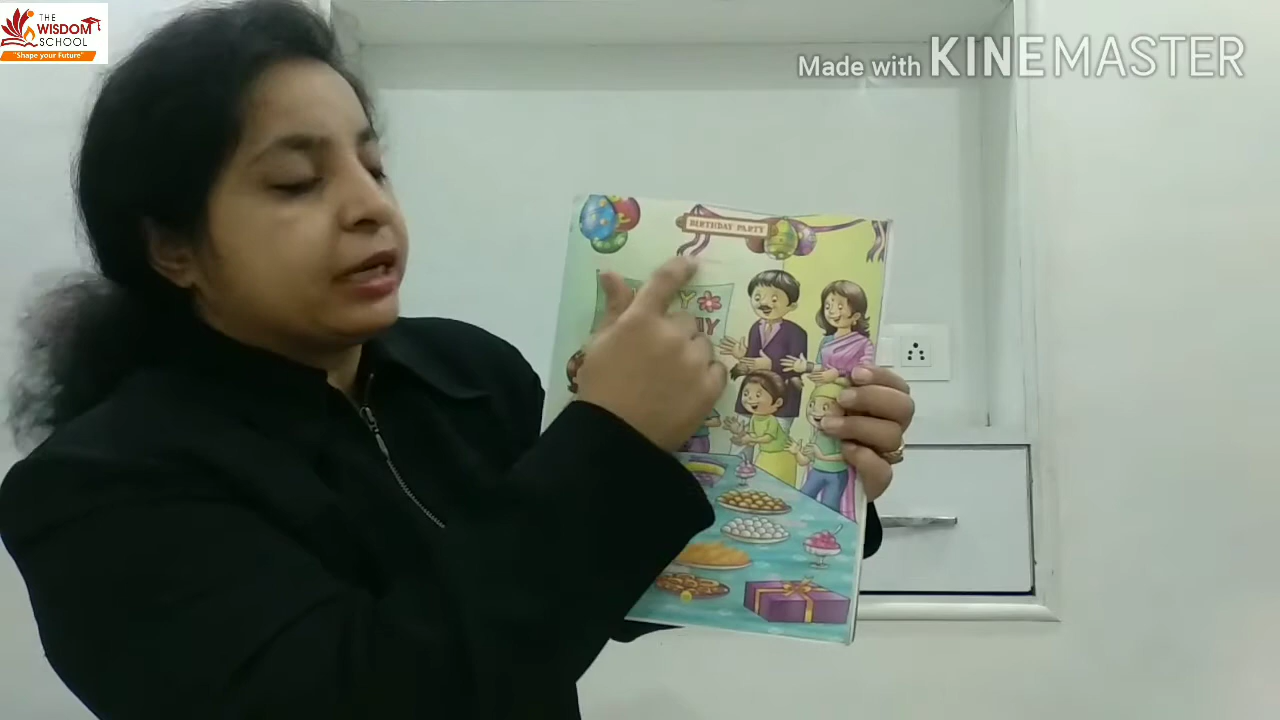 THE
WISDOM
SCHOOL
"Shape your Future"
Made with KINEMASTER
BIRTHDAY PARTY